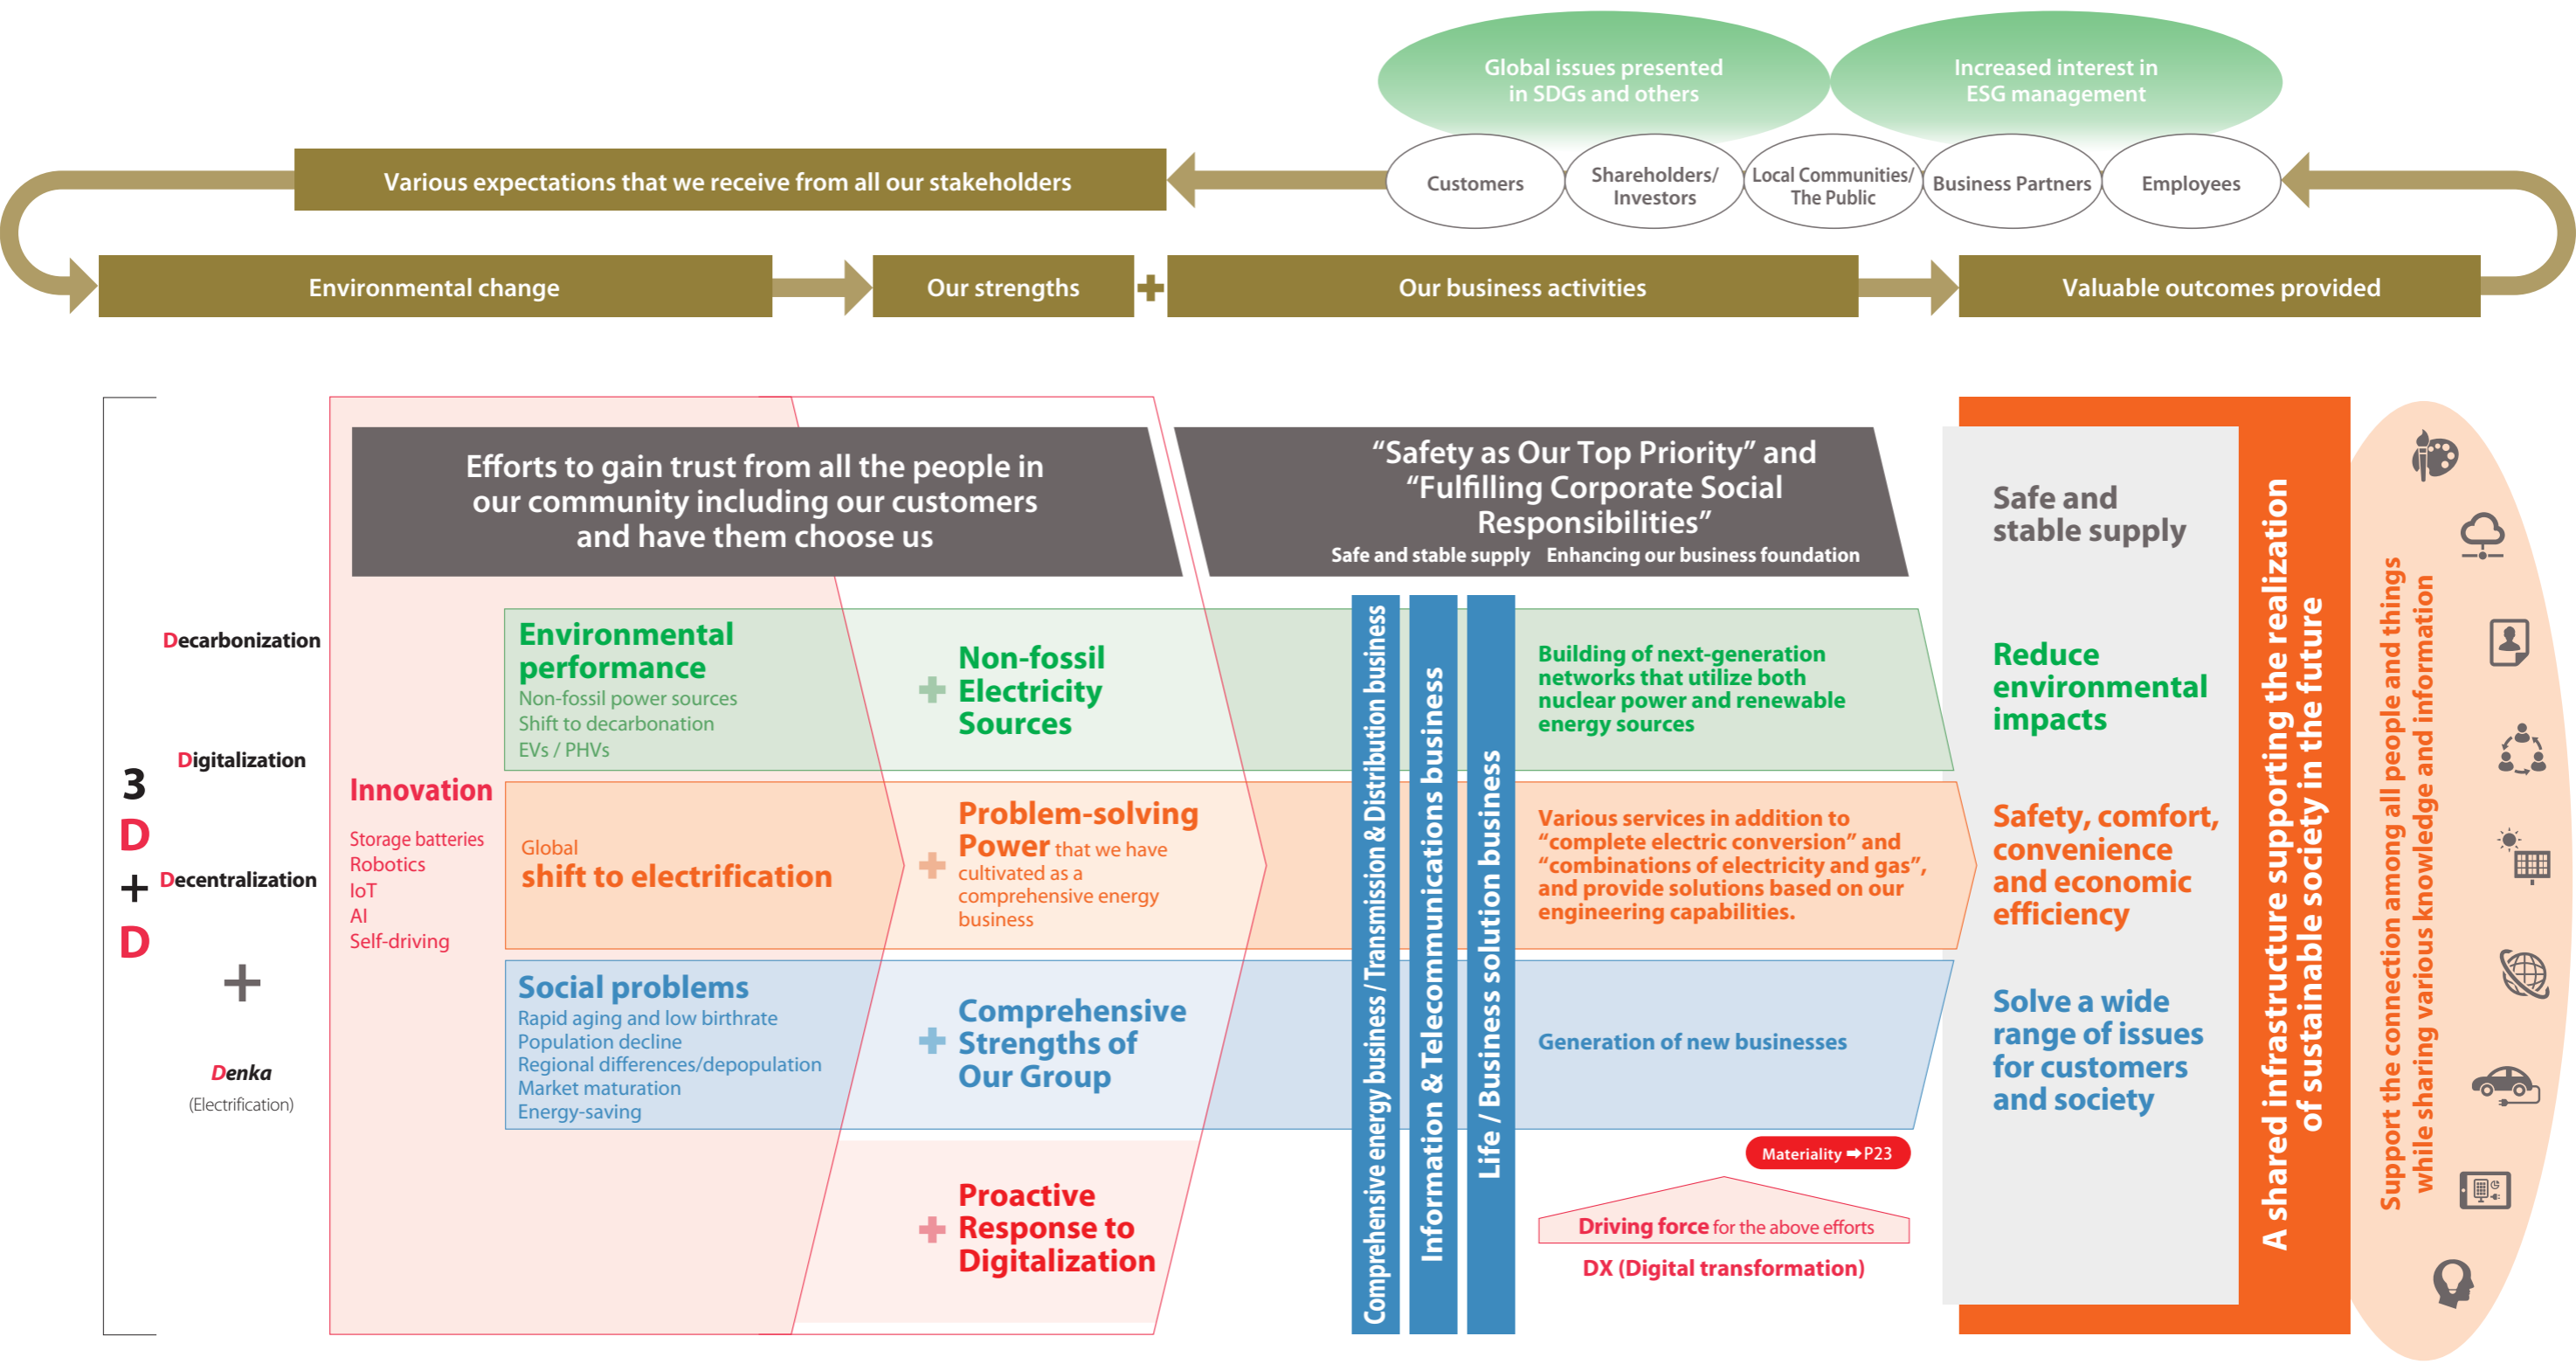 Global issues presented
in SDGs and others
Increased interest in
ESG management
Various expectations that we receive from all our stakeholders
Customers
Shareholders/
Investors
Local Communities/
The Public
Business Partners
Employees
Environmental change
Our strengths
+
Our business activities
Valuable outcomes provided
3
D
+
D
Decarbonization
Digitalization
Decentralization
+
Denka
(Electrification)
Efforts to gain trust from all the people in
our community including our customers
and have them choose us
Innovation
Storage batteries
Robotics
IoT
AI
Self-driving
Environmental
performance
Non-fossil power sources
Shift to decarbonation
EVs / PHVs
Global
shift to electrification
Social problems
Rapid aging and low birthrate
Population decline
Regional differences/depopulation
Market maturation
Energy-saving
+
Non-fossil
Electricity
Sources
+
Problem-solving
Power that we have
cultivated as a
comprehensive energy
business
+
Comprehensive
Strengths of
Our Group
+
Proactive
Response to
Digitalization
“Safety as Our Top Priority” and
“Fulfilling Corporate Social
Responsibilities”
Safe and stable supply Enhancing our business foundation
Comprehensive energy business / Transmission & Distribution business
Information & Telecommunications business
Life / Business solution business
Building of next-generation
networks that utilize both
nuclear power and renewable
energy sources
Various services in addition to
“complete electric conversion” and
“combinations of electricity and gas”,
and provide solutions based on our
engineering capabilities.
Generation of new businesses
Materiality ➡ P23
Driving force for the above efforts
DX (Digital transformation)
Safe and
stable supply
Reduce
environmental
impacts
Safety, comfort,
convenience
and economic
efficiency
Solve a wide
range of issues
for customers
and society
A shared infrastructure supporting the realization
of sustainable society in the future
Support the connection among all people and things
while sharing various knowledge and information